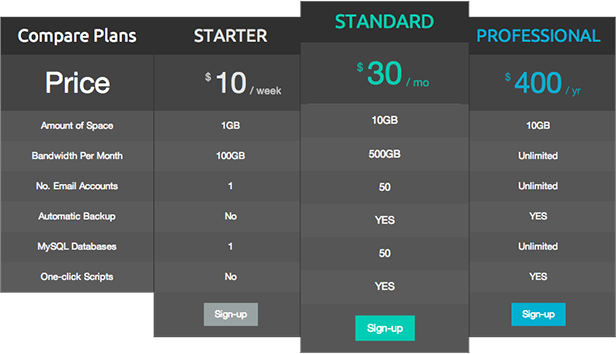 Compare Plans STARTER STANDARD PROFESSIONAL
Price $ 10 / week $ 30 / mo $ 400 / yr
Amount of Space 1GB 10GB 10GB
Bandwidth Per Month 100GB 500GB Unlimited
No. Email Accounts 1 50 Unlimited
Automatic Backup No YES YES
MySQL Databases 1 50 Unlimited
One-click Scripts No YES YES
Sign-up Sign-up Sign-up